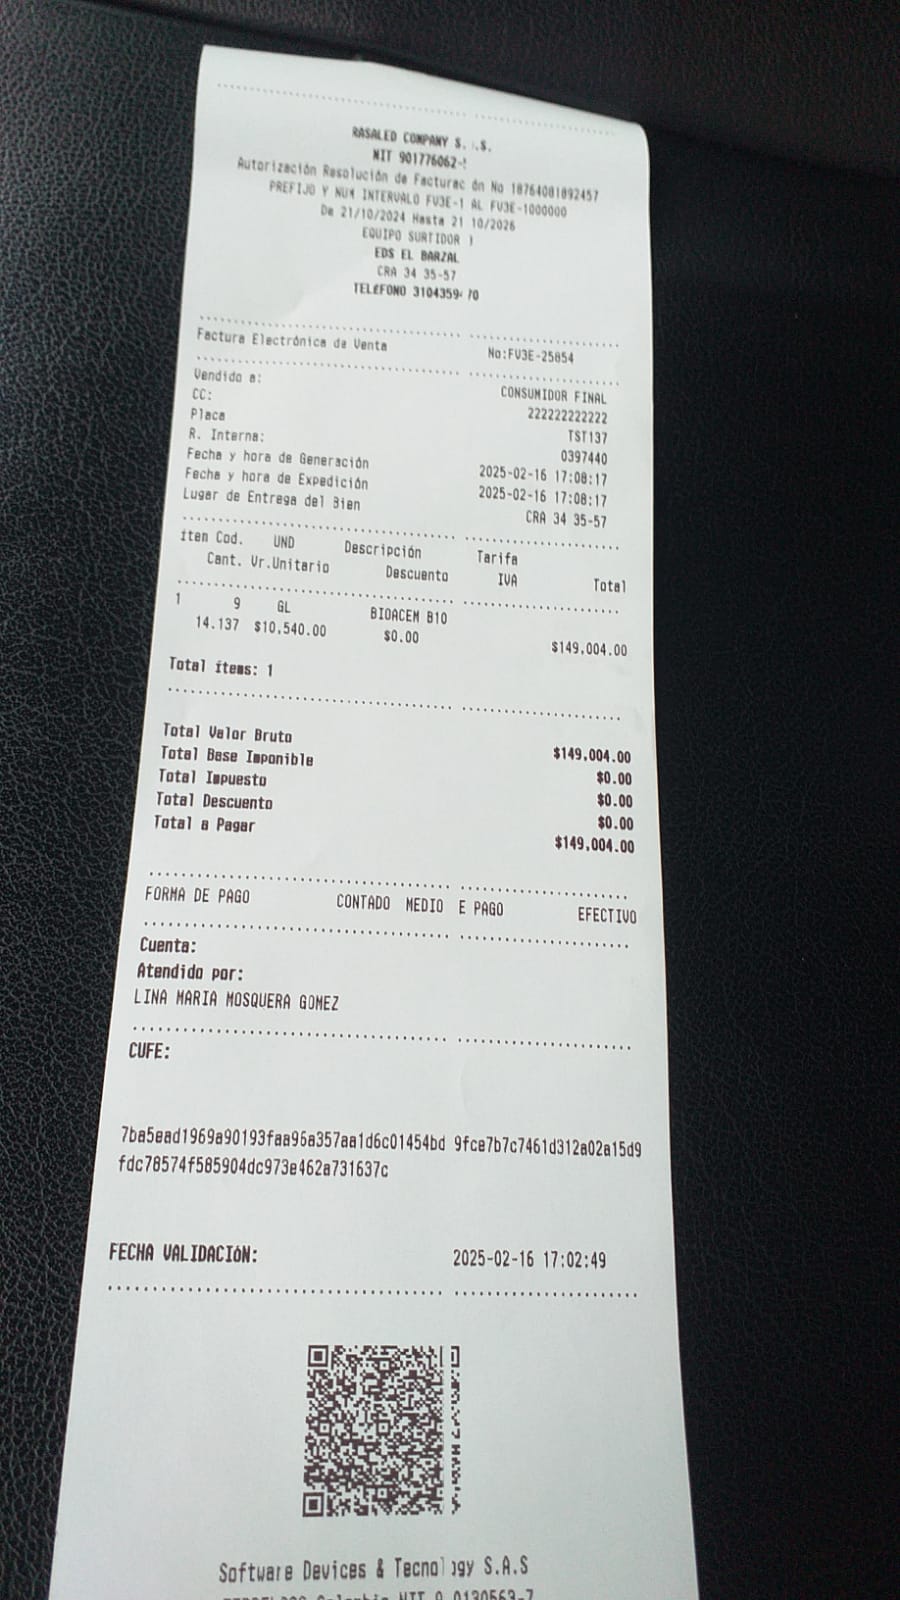 RASALED COMPANY S. .S.
NIT 901776062-
Autorización Resolución de Facturac ón No 18764081892457
PREFIJO Y NUM INTERVALO FV3E-1 AL FV3E-1000000
De 21/10/2024 Hasta 21 10/2026
EQUIPO SURTIDOR
EDS EL BARZAL
CRA 34 35-57
TELÉFONO 3104359 70
Factura Electrónica de Venta No:FV3E-25854
Vendido a: CONSUMIDOR FINAL
CC: 222222222222
Placa TST137
R. Interna: 0397440
Fecha y hora de Generación 2025-02-16 17:08:17
Fecha y hora de Expedición 2025-02-16 17:08:17
Lugar de Entrega del Bien CRA 34 35-57
ítem Cod. UND Descripción Tarifa
Cant. Vr.Unitario Descuento IVA Total
1 9 GL BIOACEM B10
14.137 $10,540.00 $0.00 $149,004.00
Total ítems: 1
Total Valor Bruto $149,004.00
Total Base Imponible $0.00
Total Impuesto $0.00
Total Descuento $0.00
Total a Pagar $149,004.00
FORMA DE PAGO CONTADO MEDIO E PAGO EFECTIVO
Cuenta:
Atendido por:
LINA MARIA MOSQUERA GOMEZ
CUFE:
7ba5ead1969a90193faa96a357aa1d6c01454bd 9fce7b7c7461d312a02a15d9
fdc78574f585904dc973e462a731637c
FECHA VALIDACIÓN: 2025-02-16 17:02:49
Software Devices & Tecnol gy S.A.S